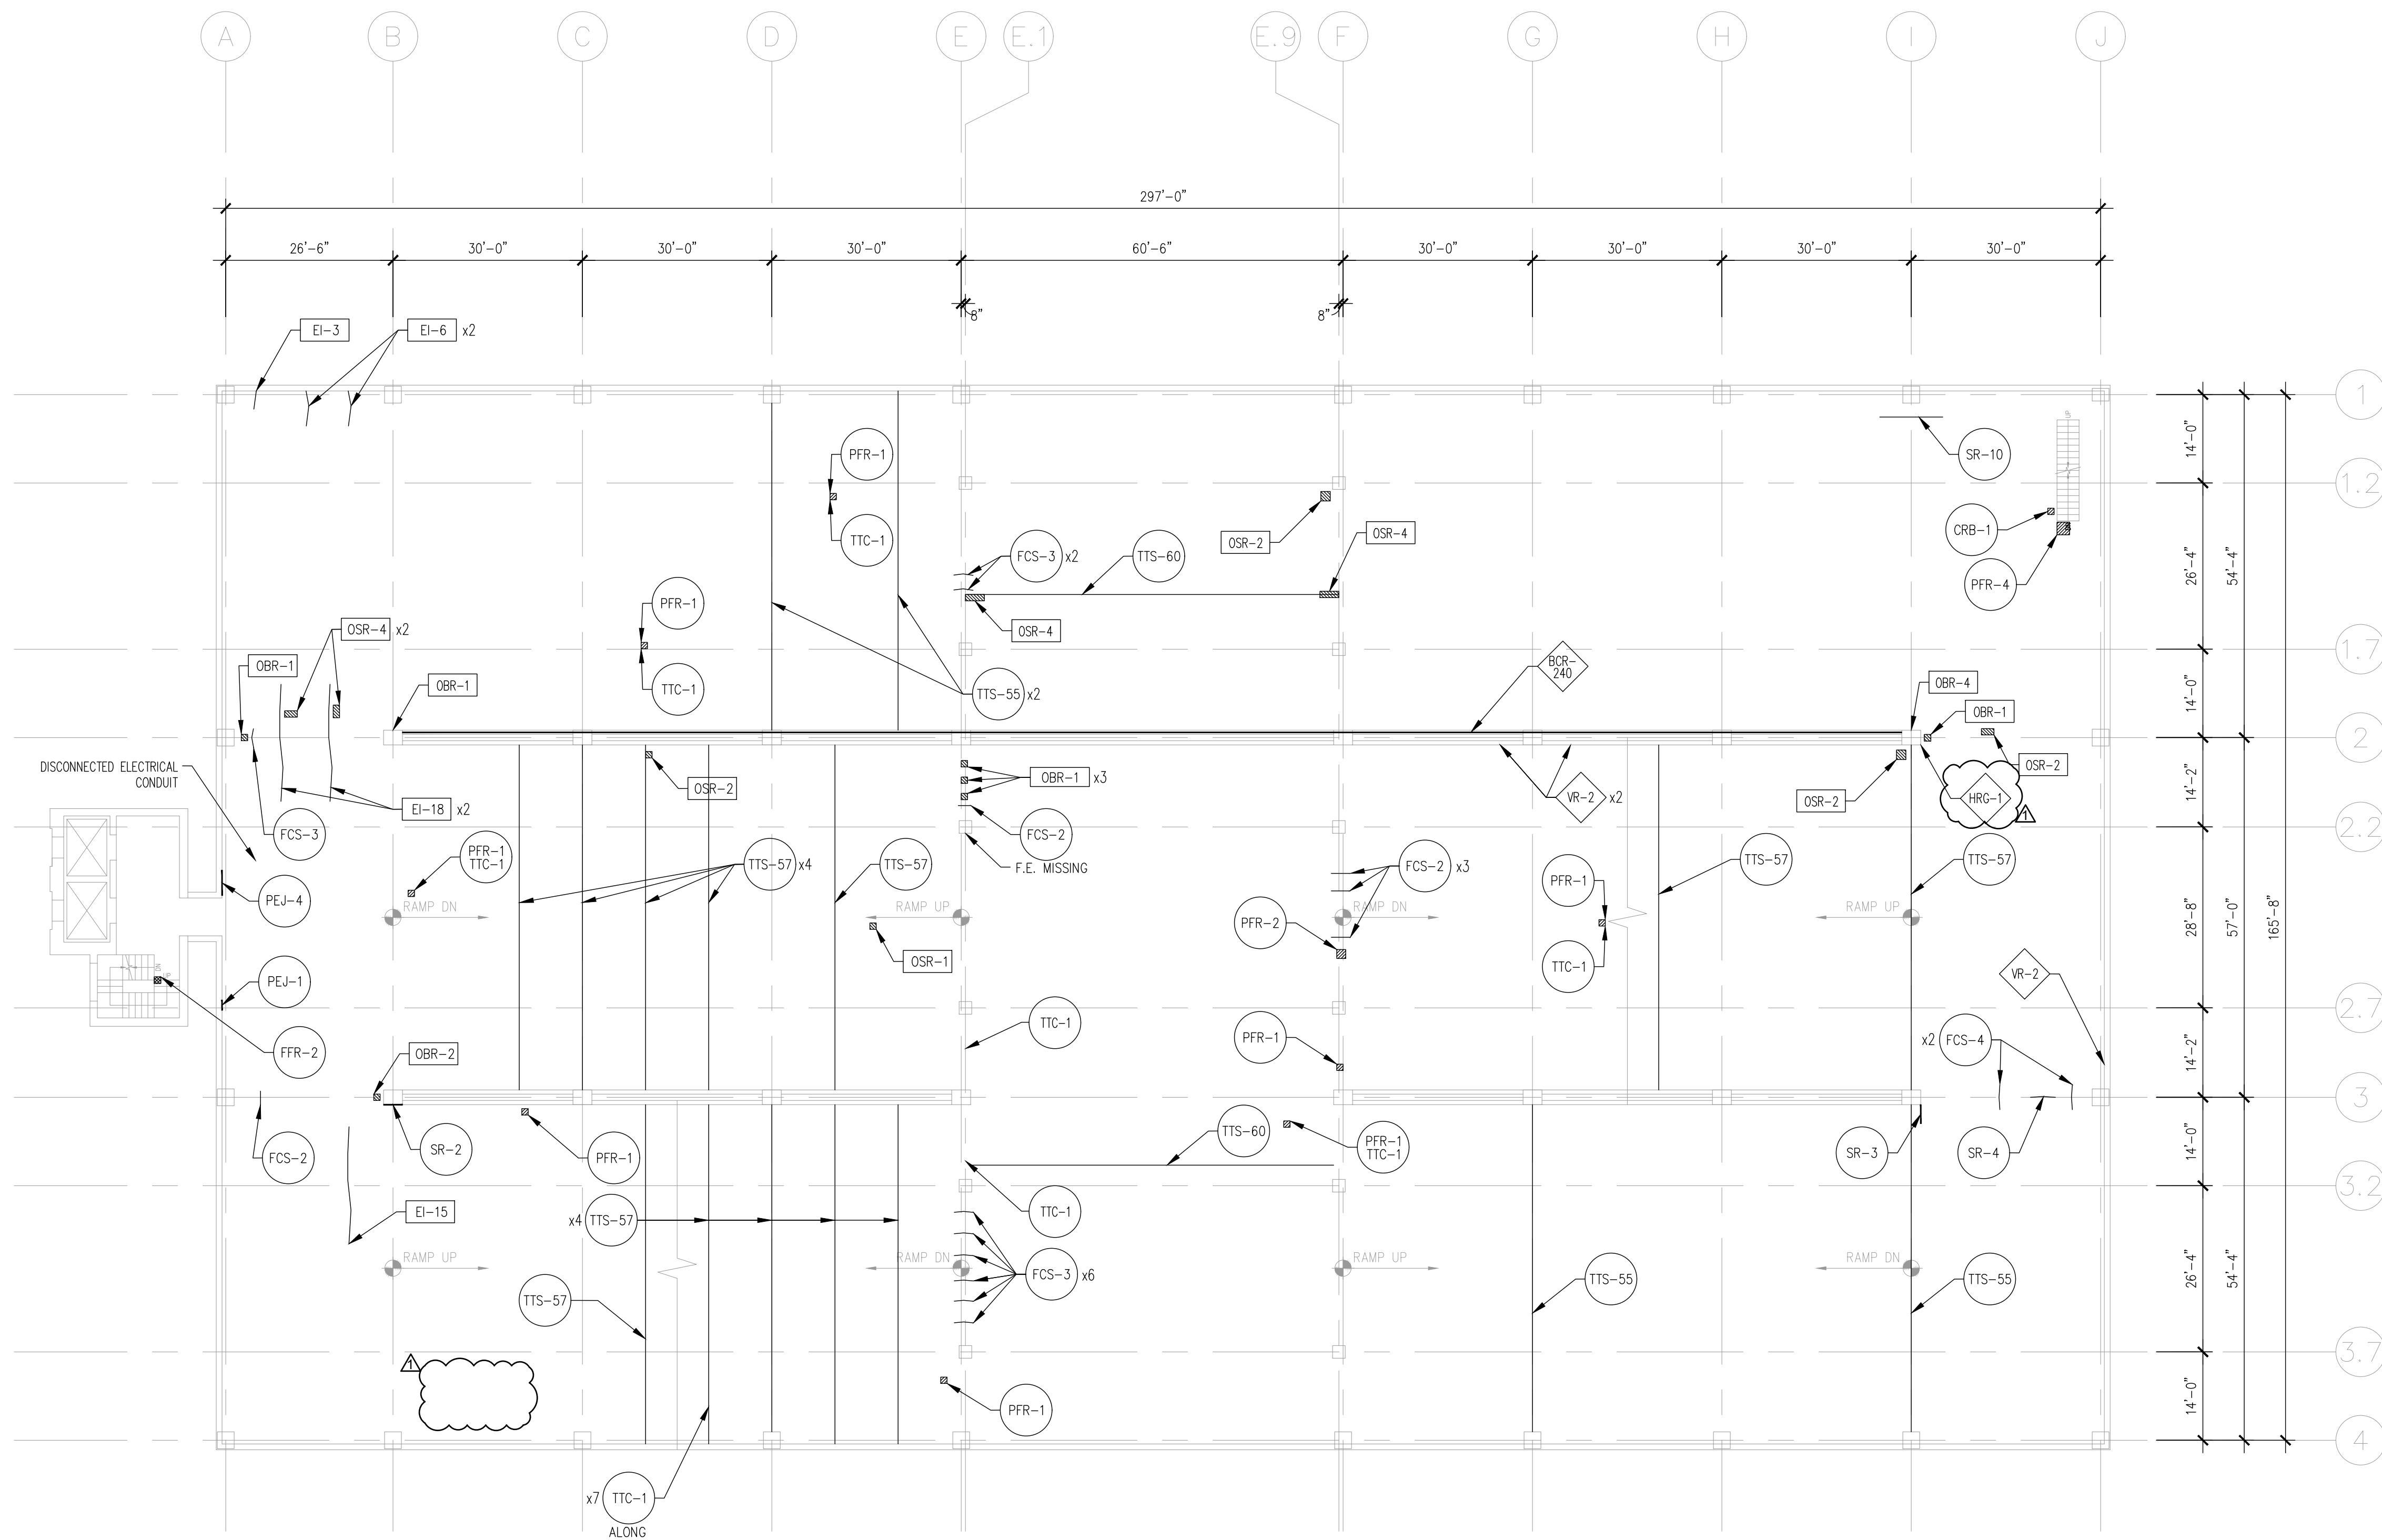 A
B
C
D
E
E.1
E.9
F
G
H
I
J
297'-0"
26'-6"
30'-0"
30'-0"
30'-0"
60'-6"
30'-0"
30'-0"
30'-0"
30'-0"
8"
8"
EI-3
EI-6 x2
1
14'-0"
PFR-1
SR-10
1.2
UP
CRB-1
TTC-1
OSR-2
OSR-4
FCS-3 x2
TTS-60
PFR-4
26'-4"
54'-4"
PFR-1
OSR-4
OSR-4 x2
1.7
OBR-1
OBR-1
TTC-1
TTS-55 x2
BCR-
240
OBR-4
14'-0"
OBR-1
2
DISCONNECTED ELECTRICAL
CONDUIT
OSR-2
OBR-1 x3
OSR-2
14'-2"
EI-18 x2
VR-2 x2
OSR-2
HRG-1
1
FCS-3
FCS-2
2.2
PFR-1
TTC-1
TTS-57 x4
TTS-57
F.E. MISSING
FCS-2 x3
TTS-57
TTS-57
PEJ-4
PFR-1
RAMP DN
RAMP UP
RAMP DN
RAMP UP
28'-8"
57'-0"
165'-8"
PFR-2
OSR-1
TTC-1
DN
UP
PEJ-1
VR-2
2.7
TTC-1
PFR-1
x2 FCS-4
14'-2"
FFR-2
OBR-2
3
FCS-2
SR-2
PFR-1
TTS-60
PFR-1
TTC-1
SR-3
SR-4
14'-0"
3.2
EI-15
x4 TTS-57
TTC-1
RAMP UP
RAMP DN
RAMP UP
RAMP DN
FCS-3 x6
TTS-55
TTS-55
26'-4"
54'-4"
TTS-57
3.7
1
PFR-1
14'-0"
4
x7 TTC-1
ALONG